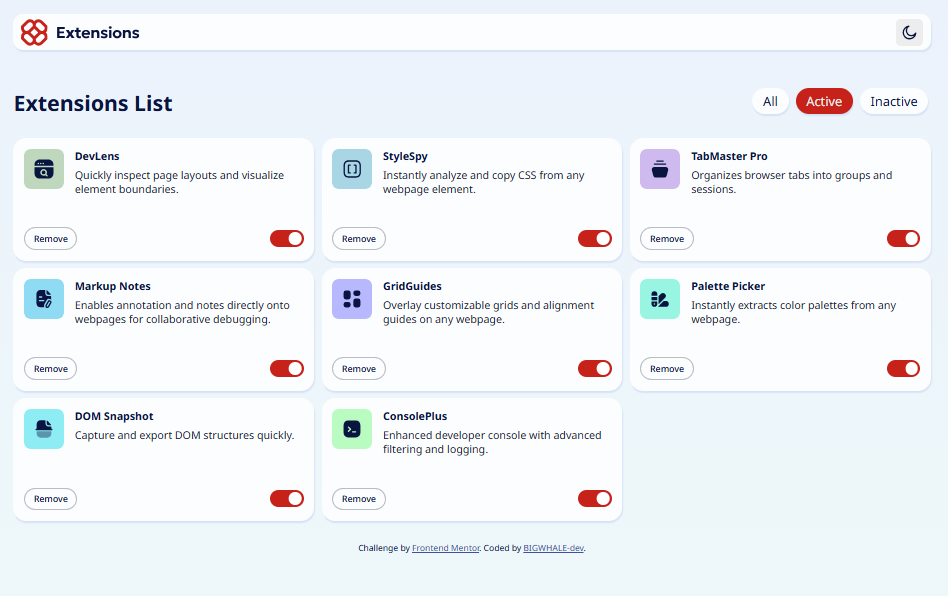 Extensions
Extensions List
All
Active
Inactive
DevLens
Quickly inspect page layouts and visualize
element boundaries.
Remove
StyleSpy
Instantly analyze and copy CSS from any
webpage element.
Remove
TabMaster Pro
Organizes browser tabs into groups and
sessions.
Remove
Markup Notes
Enables annotation and notes directly onto
webpages for collaborative debugging.
Remove
GridGuides
Overlay customizable grids and alignment
guides on any webpage.
Remove
Palette Picker
Instantly extracts color palettes from any
webpage.
Remove
DOM Snapshot
Capture and export DOM structures quickly.
Remove
ConsolePlus
Enhanced developer console with advanced
filtering and logging.
Remove
Challenge by Frontend Mentor. Coded by BIGWHALE-dev.